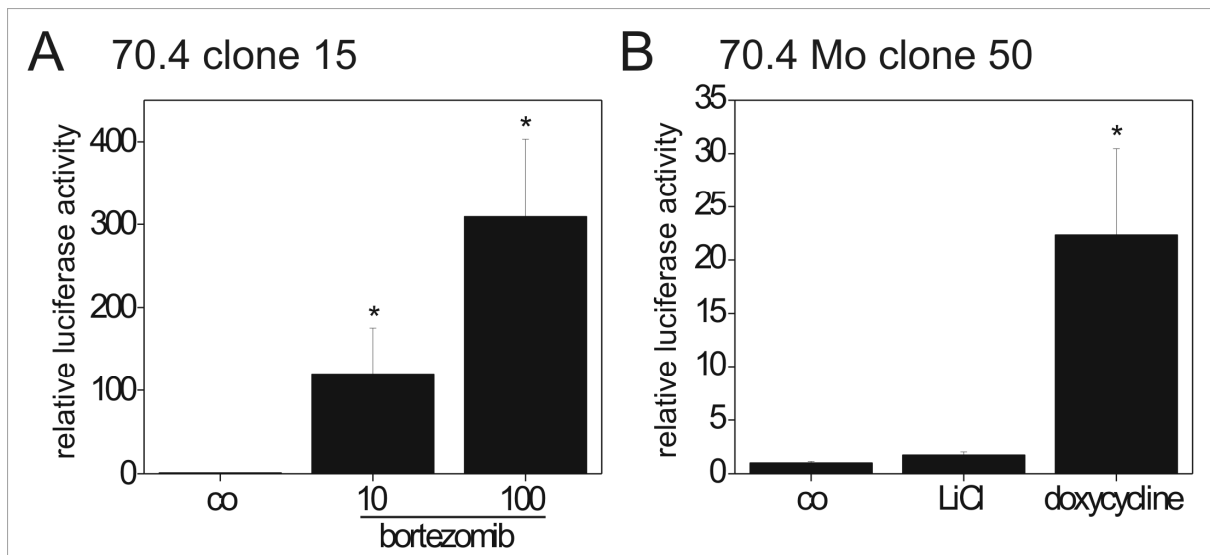 A 70.4 clone 15
relative luciferase activity
400
300
200
100
0
*
*
co 10 100
bortezomib
B 70.4 Mo clone 50
relative luciferase activity
35
30
25
20
15
10
5
0
*
co LiCl doxycycline